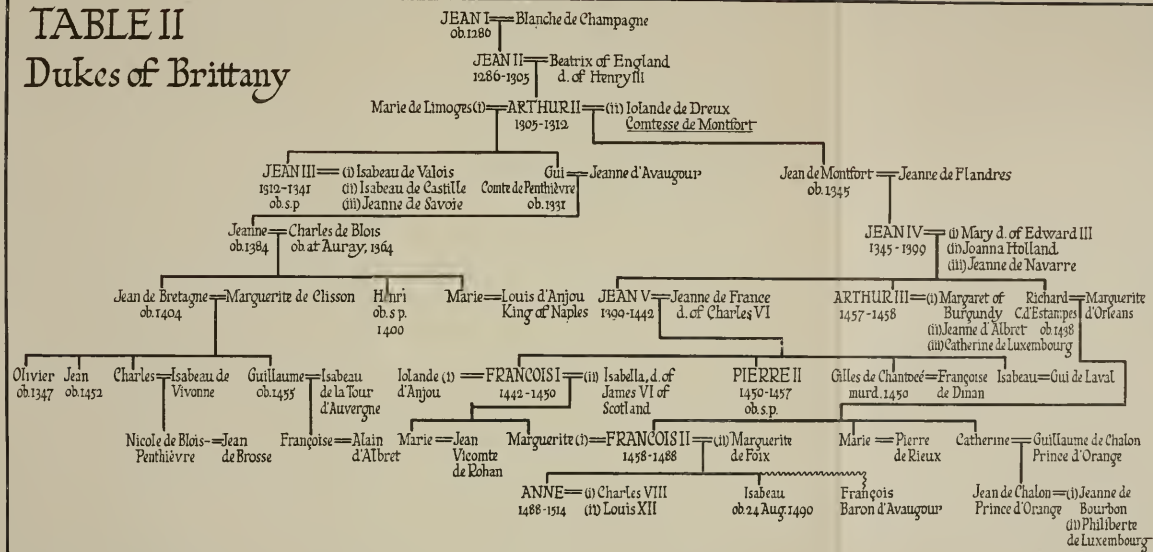 TABLE II
Dukes of Brittany
JEAN I = Blanche de Champagne
ob. 1286
JEAN II = Beatrix of England
1286-1305 d. of Henry III
Marie de Limoges (i) = ARTHUR II = (ii) Iolande de Dreux
1305-1312 Comtesse de Montfort
JEAN III = (i) Isabeau de Valois Gui = Jeanne d'Avaugour Jean de Montfort = Jeanne de Flandres
1312-1341 (ii) Isabeau de Castille Comte de Penthièvre ob. 1345
ob. s.p (iii) Jeanne de Savoie ob. 1331
Jeanne = Charles de Blois JEAN IV = (i) Mary d. of Edward III
ob. 1384 ob. at Auray, 1364 1345-1399 (ii) Joanna Holland
(iii) Jeanne de Navarre
Jean de Bretagne = Marguerite de Clisson Henri Marie = Louis d'Anjou JEAN V = Jeanne de France ARTHUR III = (i) Margaret of Richard = Marguerite
ob. 1404 ob. s.p. King of Naples 1399-1442 d. of Charles VI 1457-1458 Burgundy C. d'Estampes d'Orleans
1400 (ii) Jeanne d'Albret ob. 1438
(iii) Catherine de Luxembourg
Olivier Jean Charles = Isabeau de Guillaume = Isabeau Iolande (i) = FRANCOIS I = (ii) Isabella, d. of PIERRE II Gilles de Chantocé = Françoise Isabeau = Gui de Laval
ob. 1347 ob. 1452 Vivonne ob. 1455 de la Tour d'Anjou 1442-1450 James VI of 1450-1457 murd. 1450 de Dinan
d'Auvergne Scotland ob. s.p.
Nicole de Blois- = Jean Françoise = Alain Marie = Jean Marguerite (i) = FRANCOIS II = (ii) Marguerite Marie = Pierre Catherine = Guillaume de Chalon
Penthièvre de Brosse d'Albret Vicomte 1458-1488 de Foix de Rieux Prince d'Orange
de Rohan
ANNE = (i) Charles VIII Isabeau François Jean de Chalon = (i) Jeanne de
1488-1514 (ii) Louis XII ob. 24 Aug. 1490 Baron d'Avaugour Prince d'Orange Bourbon
(ii) Philiberte
de Luxembourg